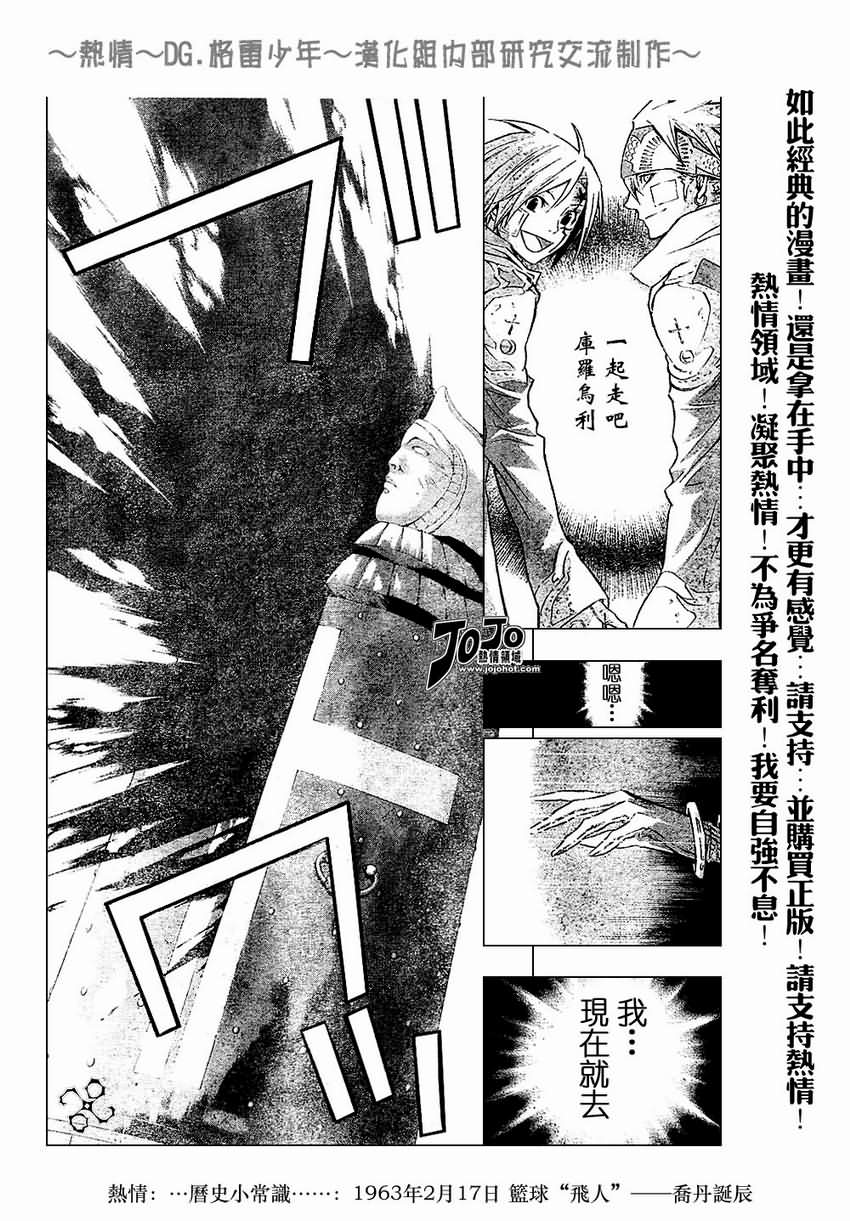 ～熱情～DG.格雷少年～漢化組内部研究交流制作～
如此經典的漫畫！還是拿在手中…才更有感覺…請支持…並購買正版！請支持熱情！
熱情領域！凝聚熱情！不為爭名奪利！我要自強不息！
一起走吧
庫羅烏利
嗯嗯…
我…
現在就去
JOJO
熱情領域
www.jojohot.com
熱情：…曆史小常識……：1963年2月17日 籃球“飛人”——喬丹誕辰